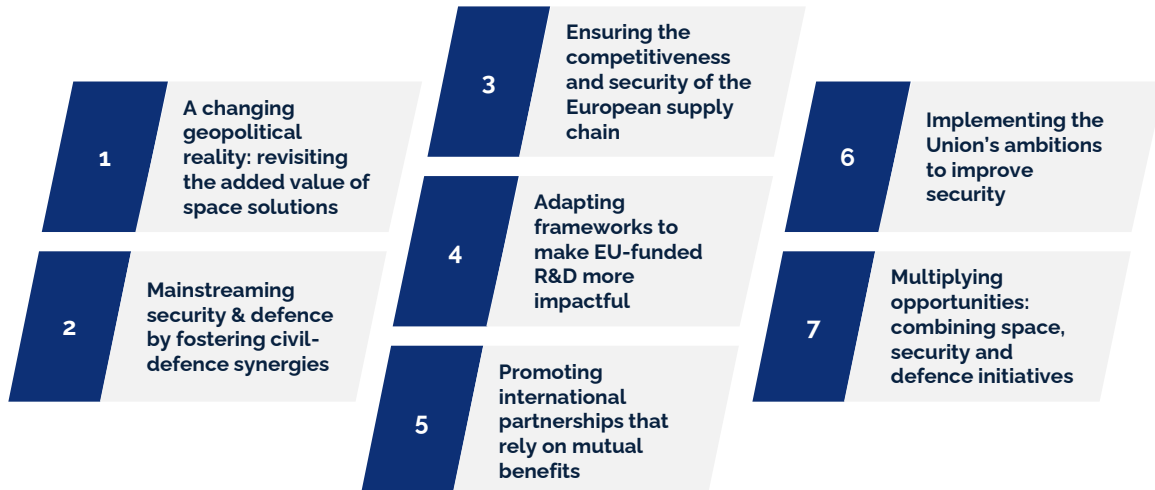 1
A changing
geopolitical
reality: revisiting
the added value of
space solutions
2
Mainstreaming
security & defence
by fostering civil-
defence synergies
3
Ensuring the
competitiveness
and security of the
European supply
chain
4
Adapting
frameworks to
make EU-funded
R&D more
impactful
5
Promoting
international
partnerships that
rely on mutual
benefits
6
Implementing the
Union's ambitions
to improve
security
7
Multiplying
opportunities:
combining space,
security and
defence initiatives